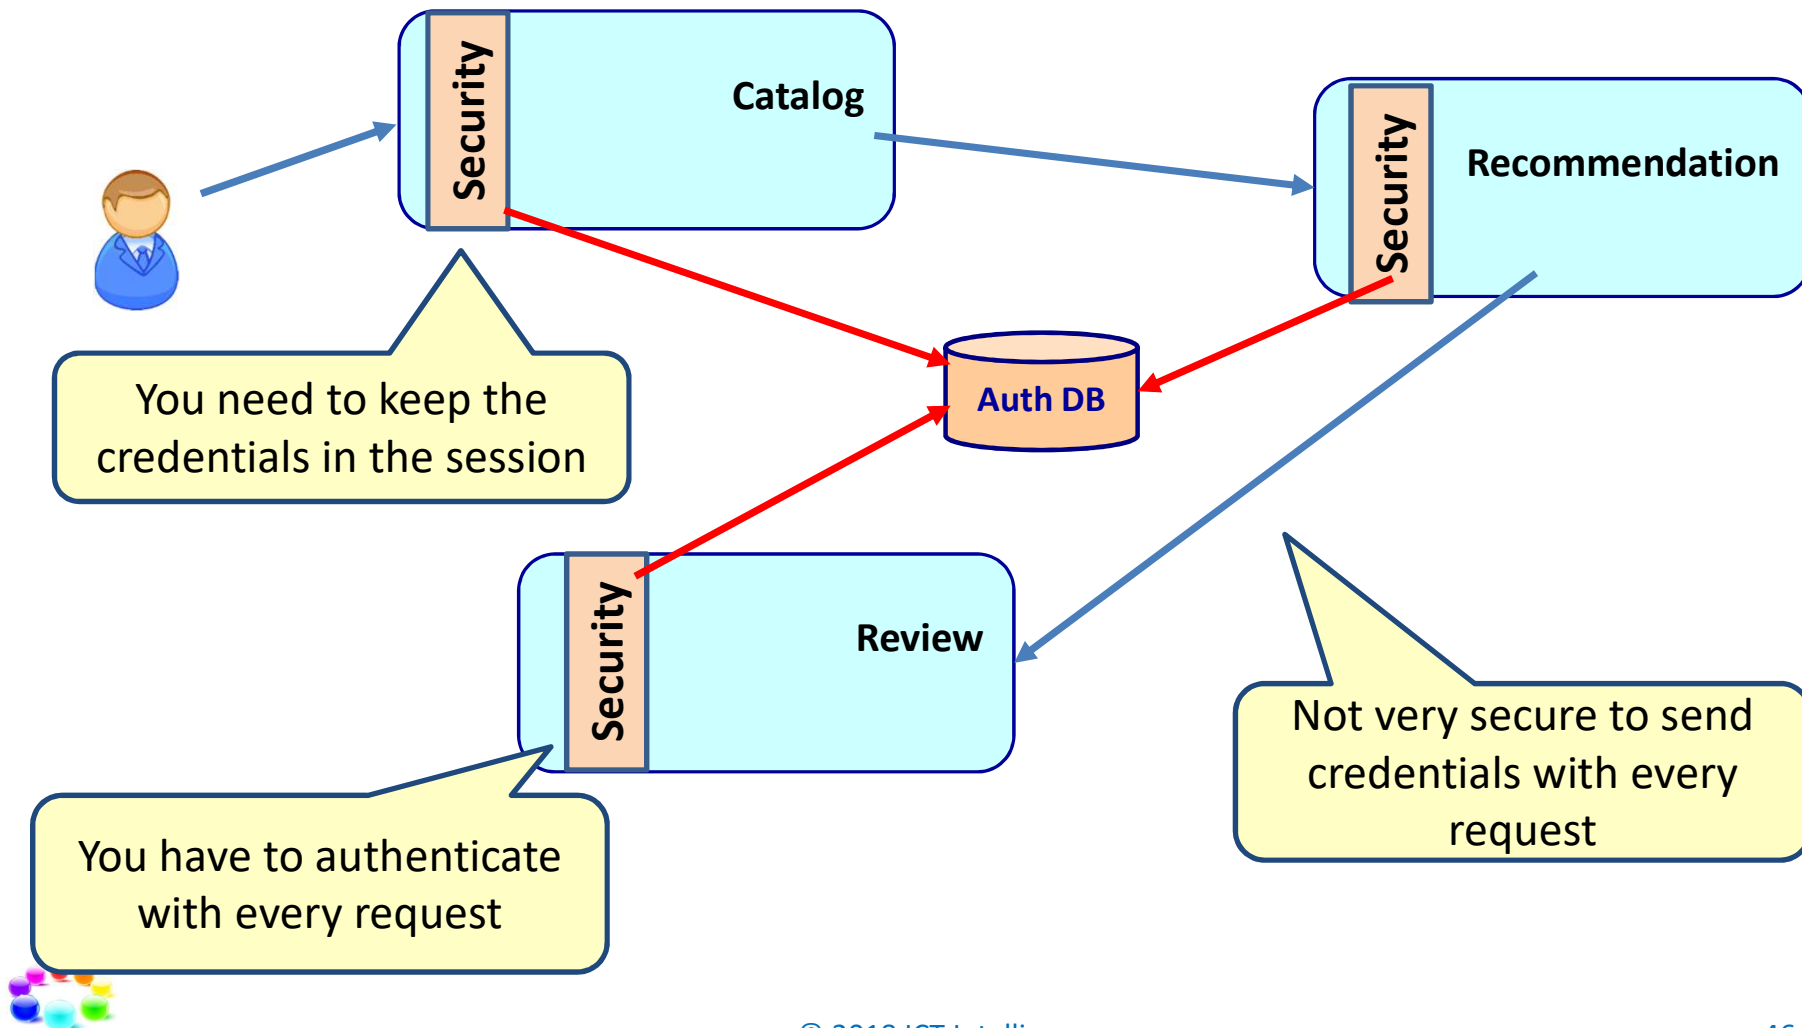 Security
Catalog
Security
Recommendation
You need to keep the
credentials in the session
Auth DB
Security
Review
Not very secure to send
credentials with every
request
You have to authenticate
with every request